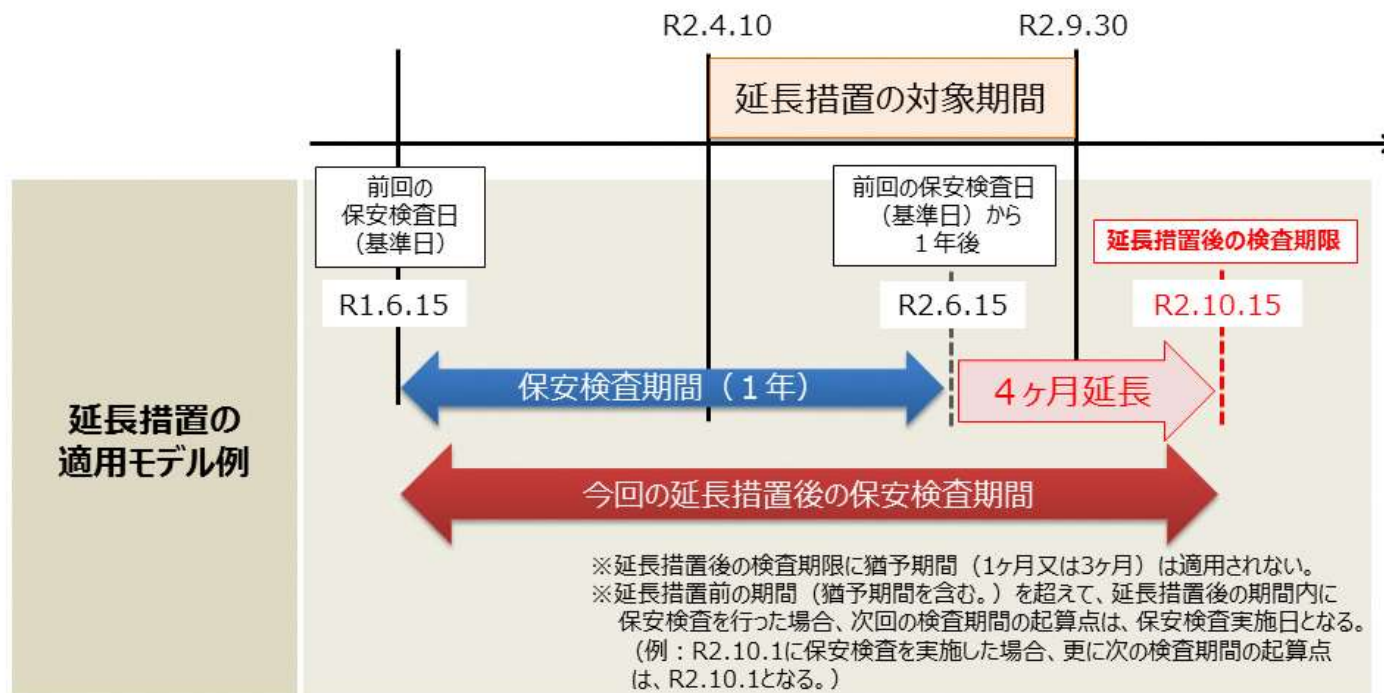 R2.4.10
R2.9.30
延長措置の対象期間
前回の
保安検査日
（基準日）
前回の保安検査日
（基準日）から
１年後
延長措置後の検査期限
R1.6.15
R2.6.15
R2.10.15
保安検査期間（１年）
４ヶ月延長
延長措置の
適用モデル例
今回の延長措置後の保安検査期間
※延長措置後の検査期限に猶予期間（1ヶ月又は3ヶ月）は適用されない。
※延長措置前の期間（猶予期間を含む。）を超えて、延長措置後の期間内に
保安検査を行った場合、次回の検査期間の起算点は、保安検査実施日となる。
（例：R2.10.1に保安検査を実施した場合、更に次の検査期間の起算点
は、R2.10.1となる。）